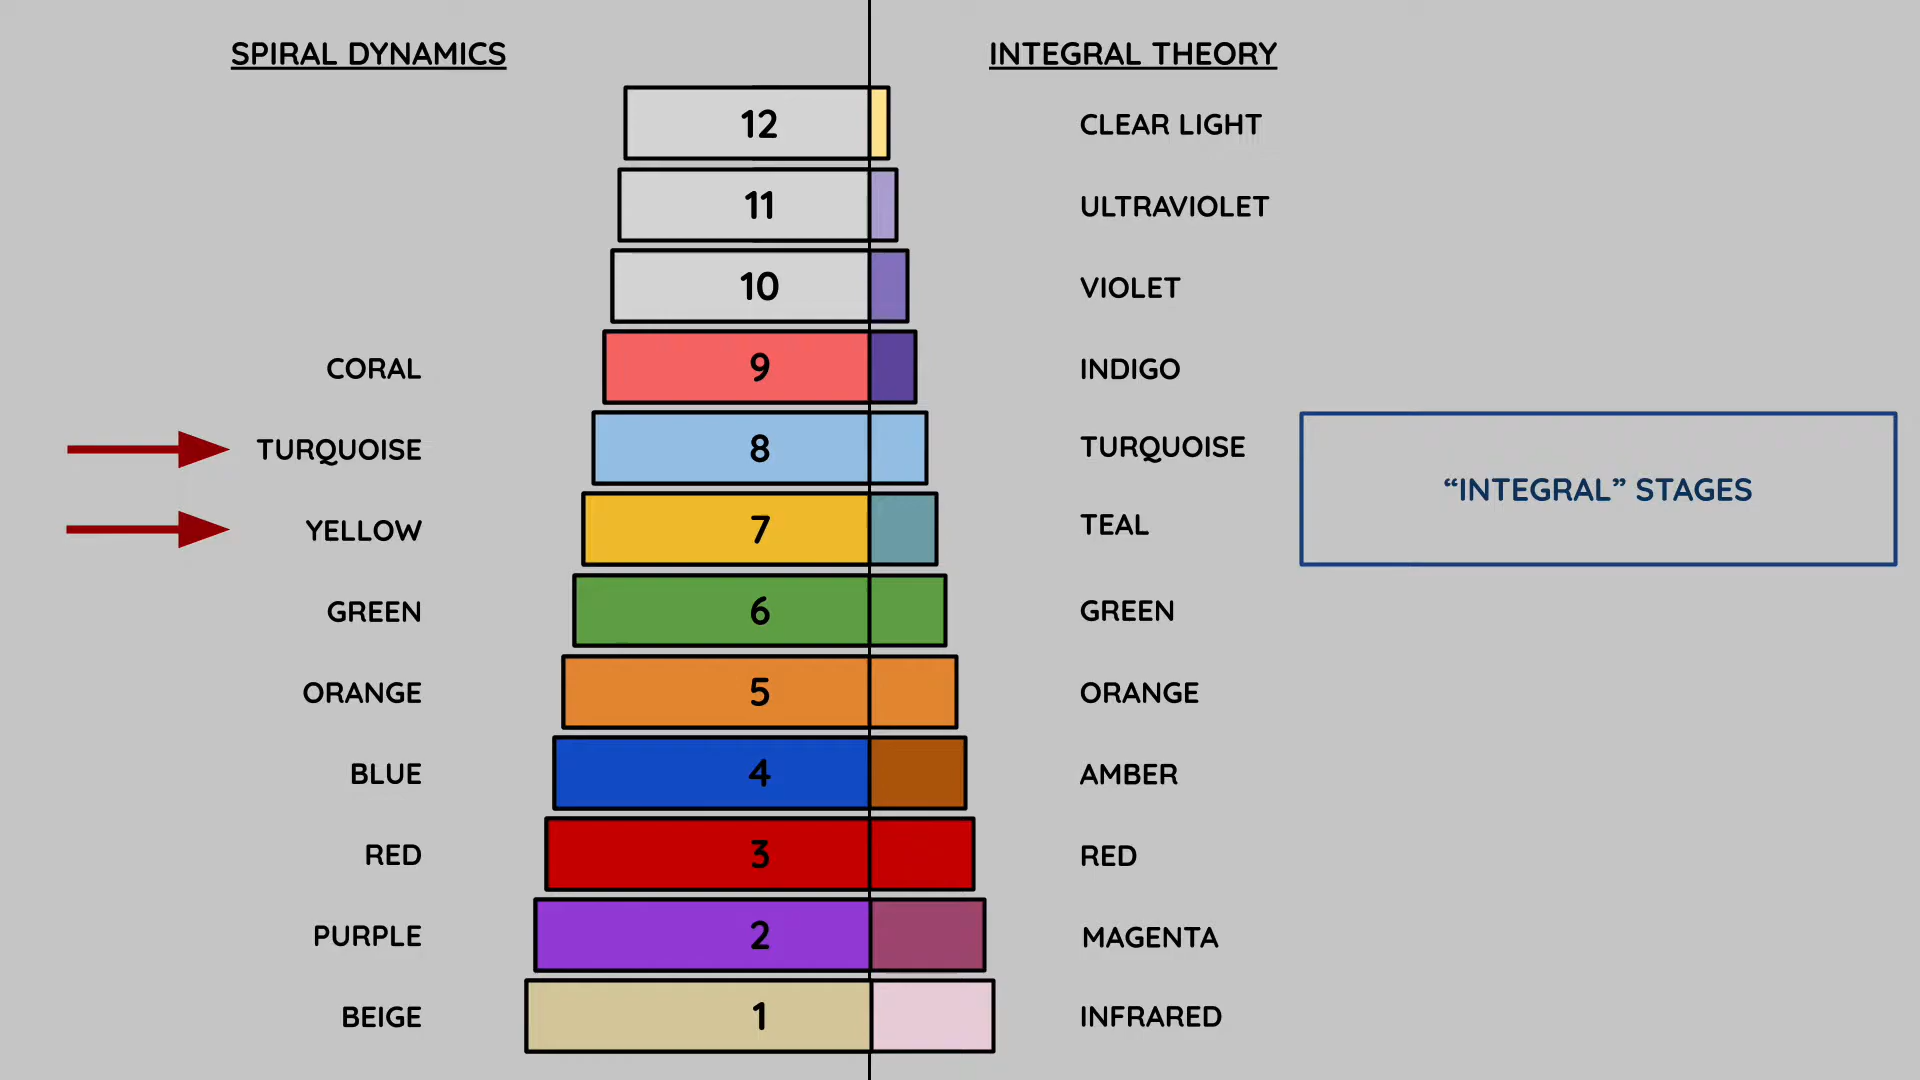 SPIRAL DYNAMICS
INTEGRAL THEORY
12 CLEAR LIGHT
11 ULTRAVIOLET
10 VIOLET
CORAL 9 INDIGO
TURQUOISE 8 TURQUOISE
“INTEGRAL” STAGES
YELLOW 7 TEAL
GREEN 6 GREEN
ORANGE 5 ORANGE
BLUE 4 AMBER
RED 3 RED
PURPLE 2 MAGENTA
BEIGE 1 INFRARED